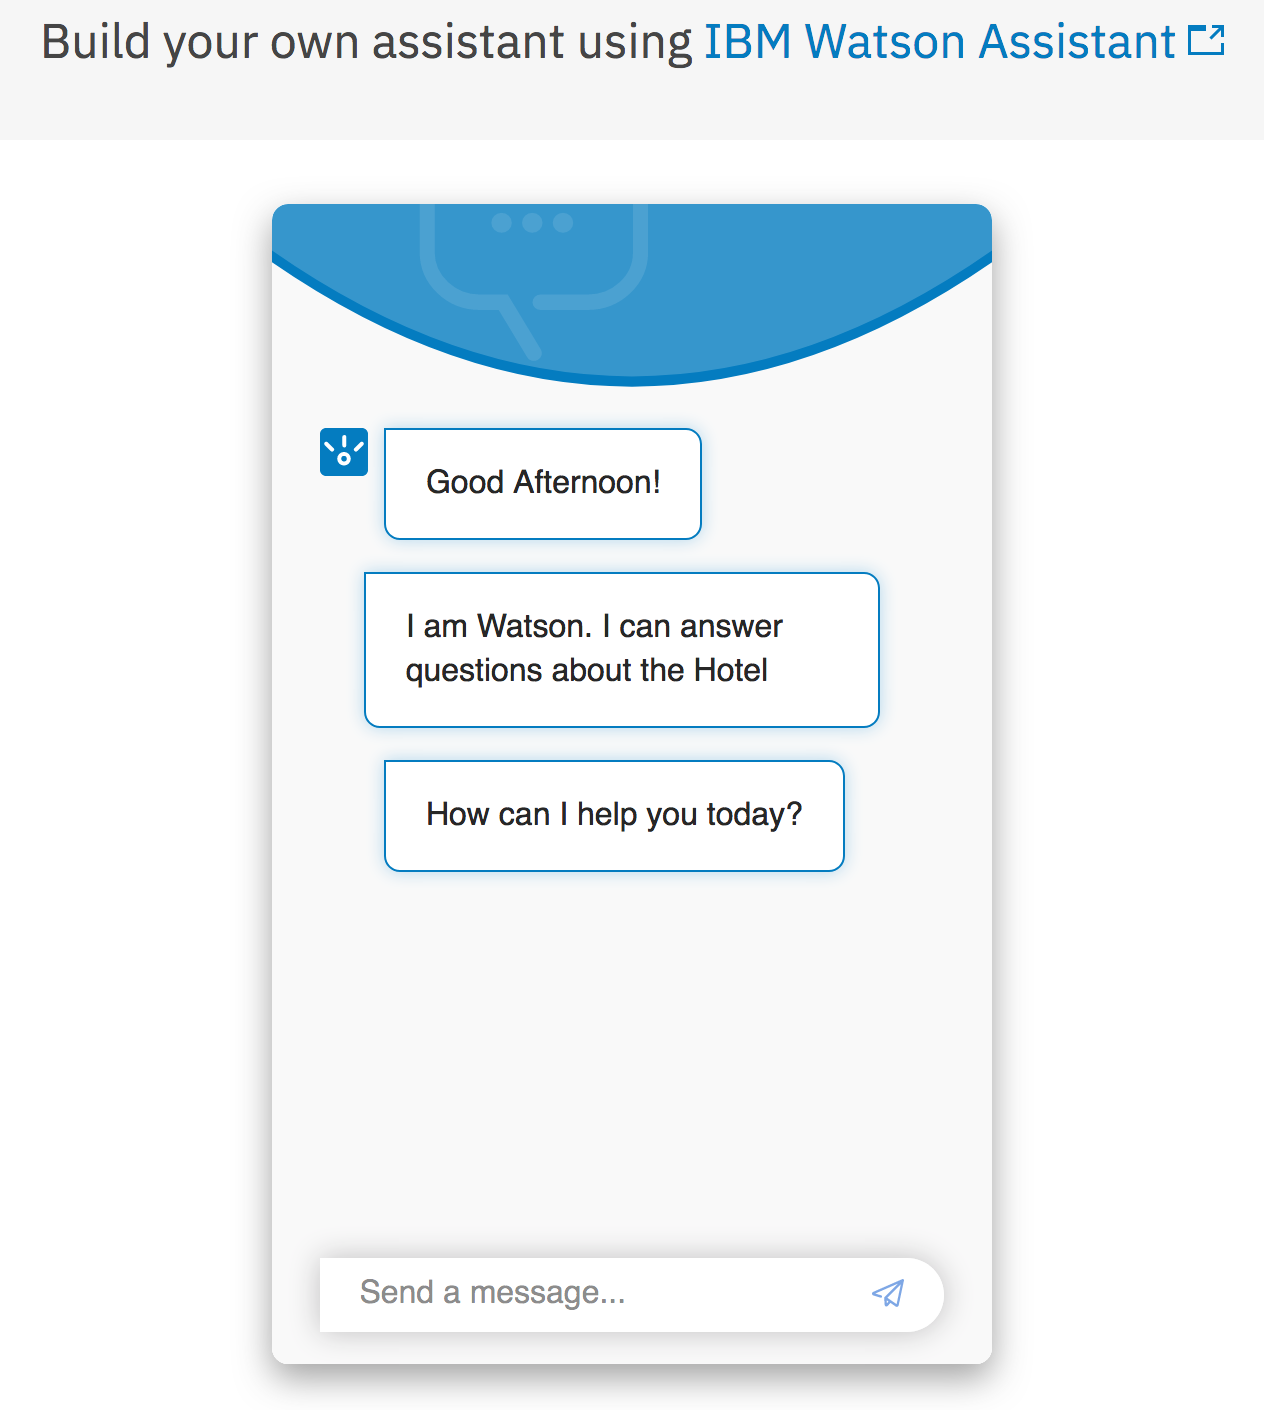 Build your own assistant using IBM Watson Assistant
Good Afternoon!
I am Watson. I can answer
questions about the Hotel
How can I help you today?
Send a message...